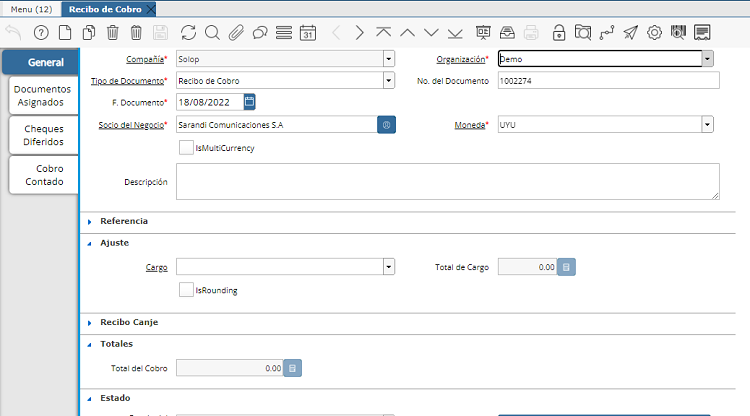 Menu (12) Recibo de Cobro
31
General
Compañía* Solop Organización* Demo
Tipo de Documento* Recibo de Cobro No. del Documento 1002274
Documentos Asignados
F. Documento* 18/08/2022
Cheques Diferidos
Socio del Negocio* Sarandi Comunicaciones S.A Moneda* UYU
IsMultiCurrency
Cobro Contado
Descripción
Referencia
Ajuste
Cargo Total de Cargo 0.00
IsRounding
Recibo Canje
Totales
Total del Cobro 0.00
Estado